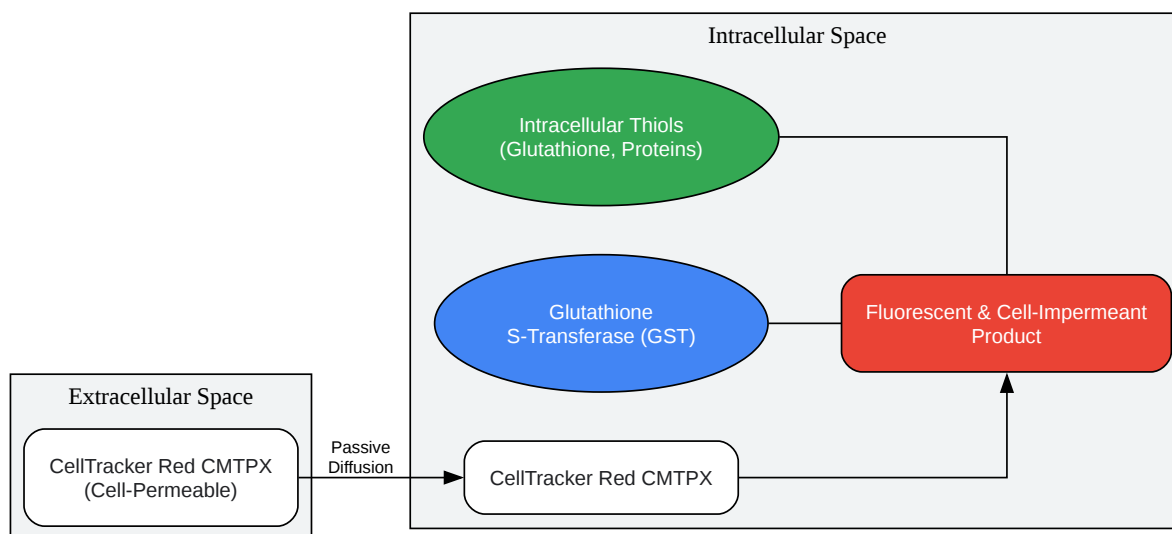 Intracellular Space
Intracellular Thiols
(Glutathione, Proteins)
Glutathione
S-Transferase (GST)
Fluorescent & Cell-Impermeant
Product
Extracellular Space
CellTracker Red CMTPX
(Cell-Permeable)
Passive
Diffusion
CellTracker Red CMTPX